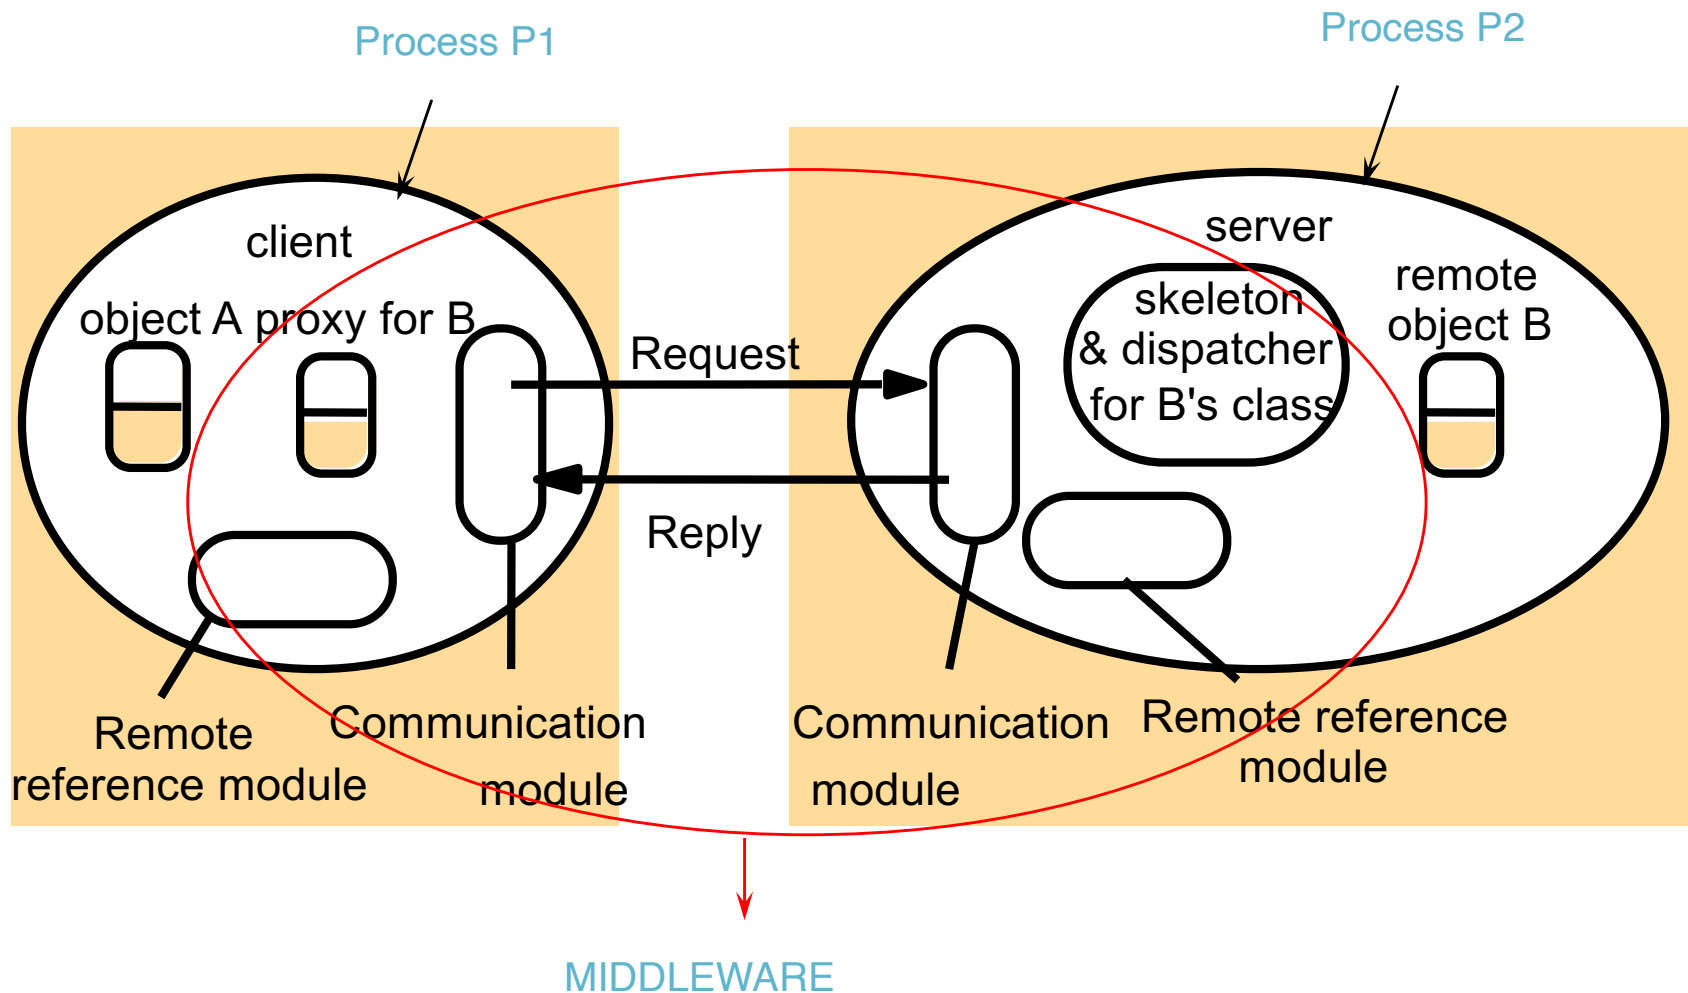 Process P1
Process P2
client
object A proxy for B
Request
Reply
server
skeleton
& dispatcher
for B's class
remote
object B
Remote
reference module
Communication
module
Communication
module
Remote reference
module
MIDDLEWARE